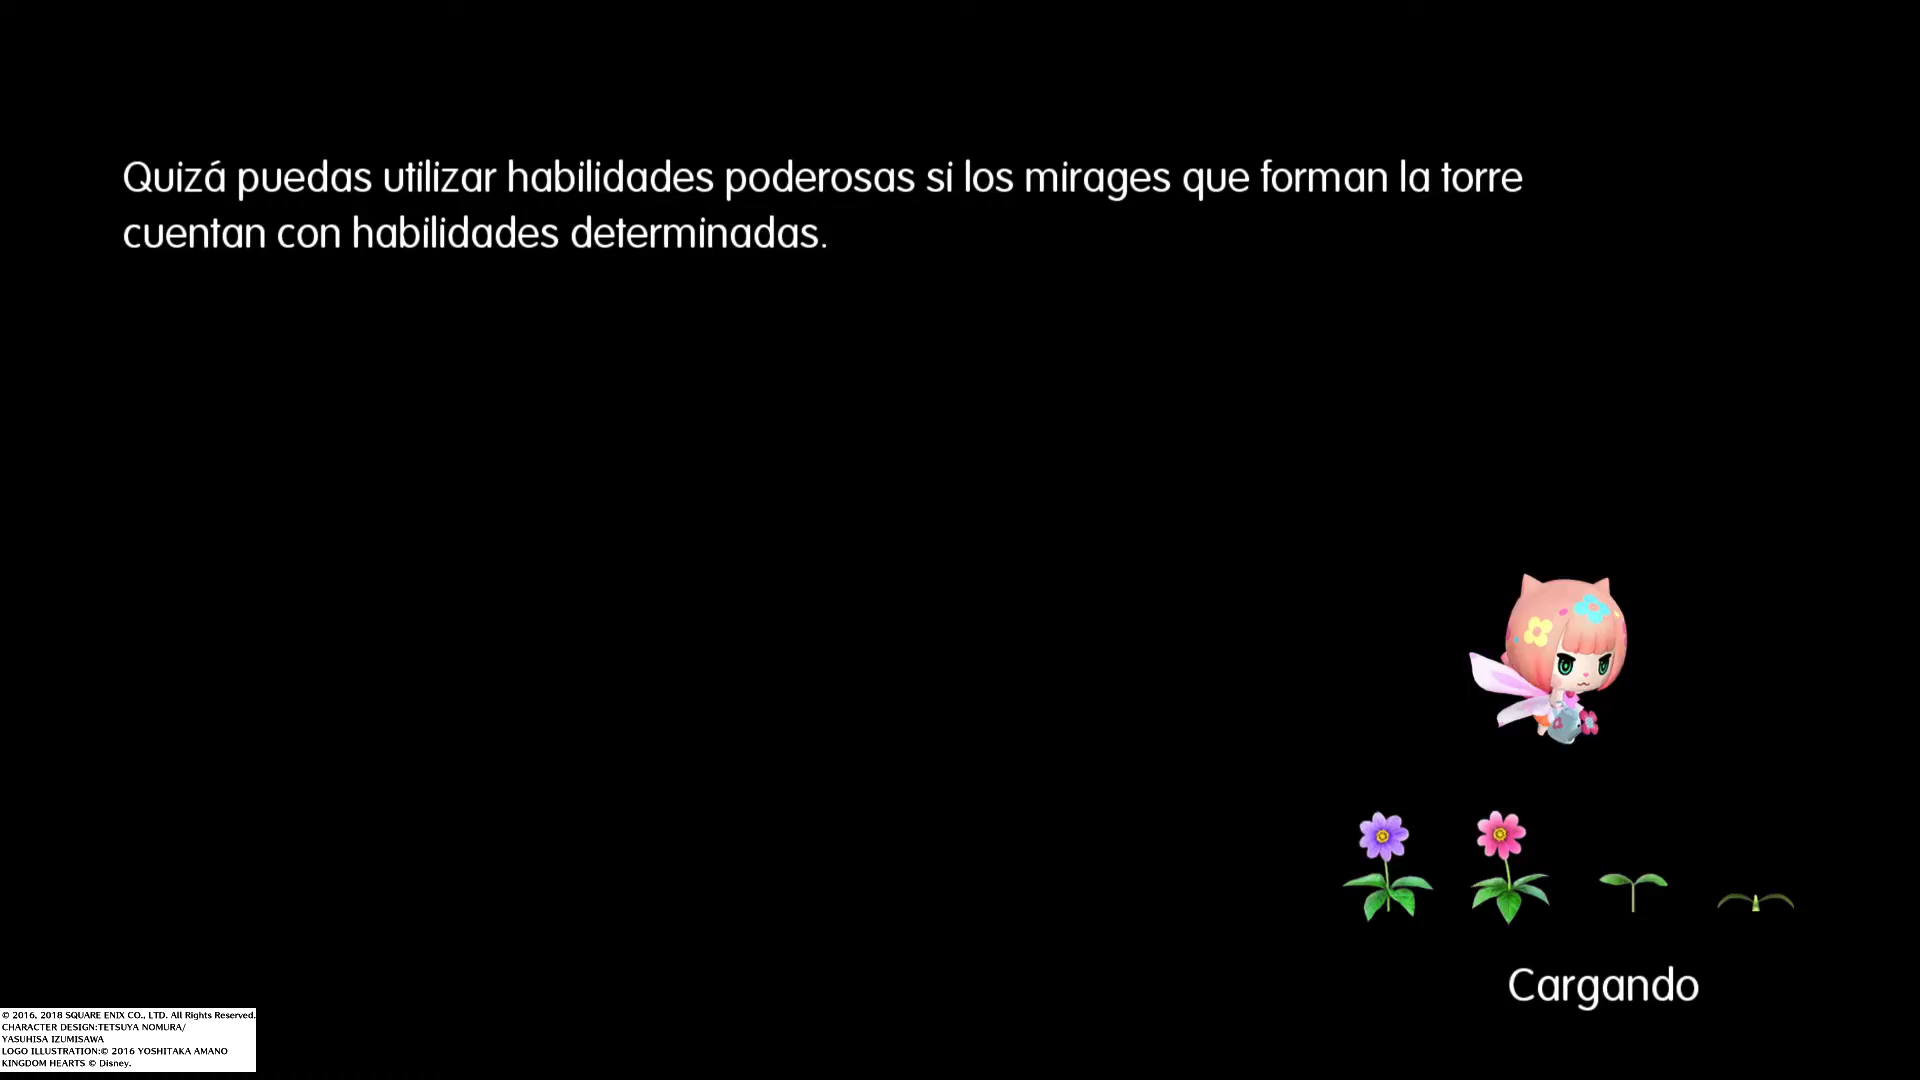 Quizá puedas utilizar habilidades poderosas si los mirages que forman la torre
cuentan con habilidades determinadas.
Cargando
© 2016, 2018 SQUARE ENIX CO., LTD. All Rights Reserved.
CHARACTER DESIGN:TETSUYA NOMURA/
YASUHISA IZUMISAWA
LOGO ILLUSTRATION:© 2016 YOSHITAKA AMANO
KINGDOM HEARTS © Disney.